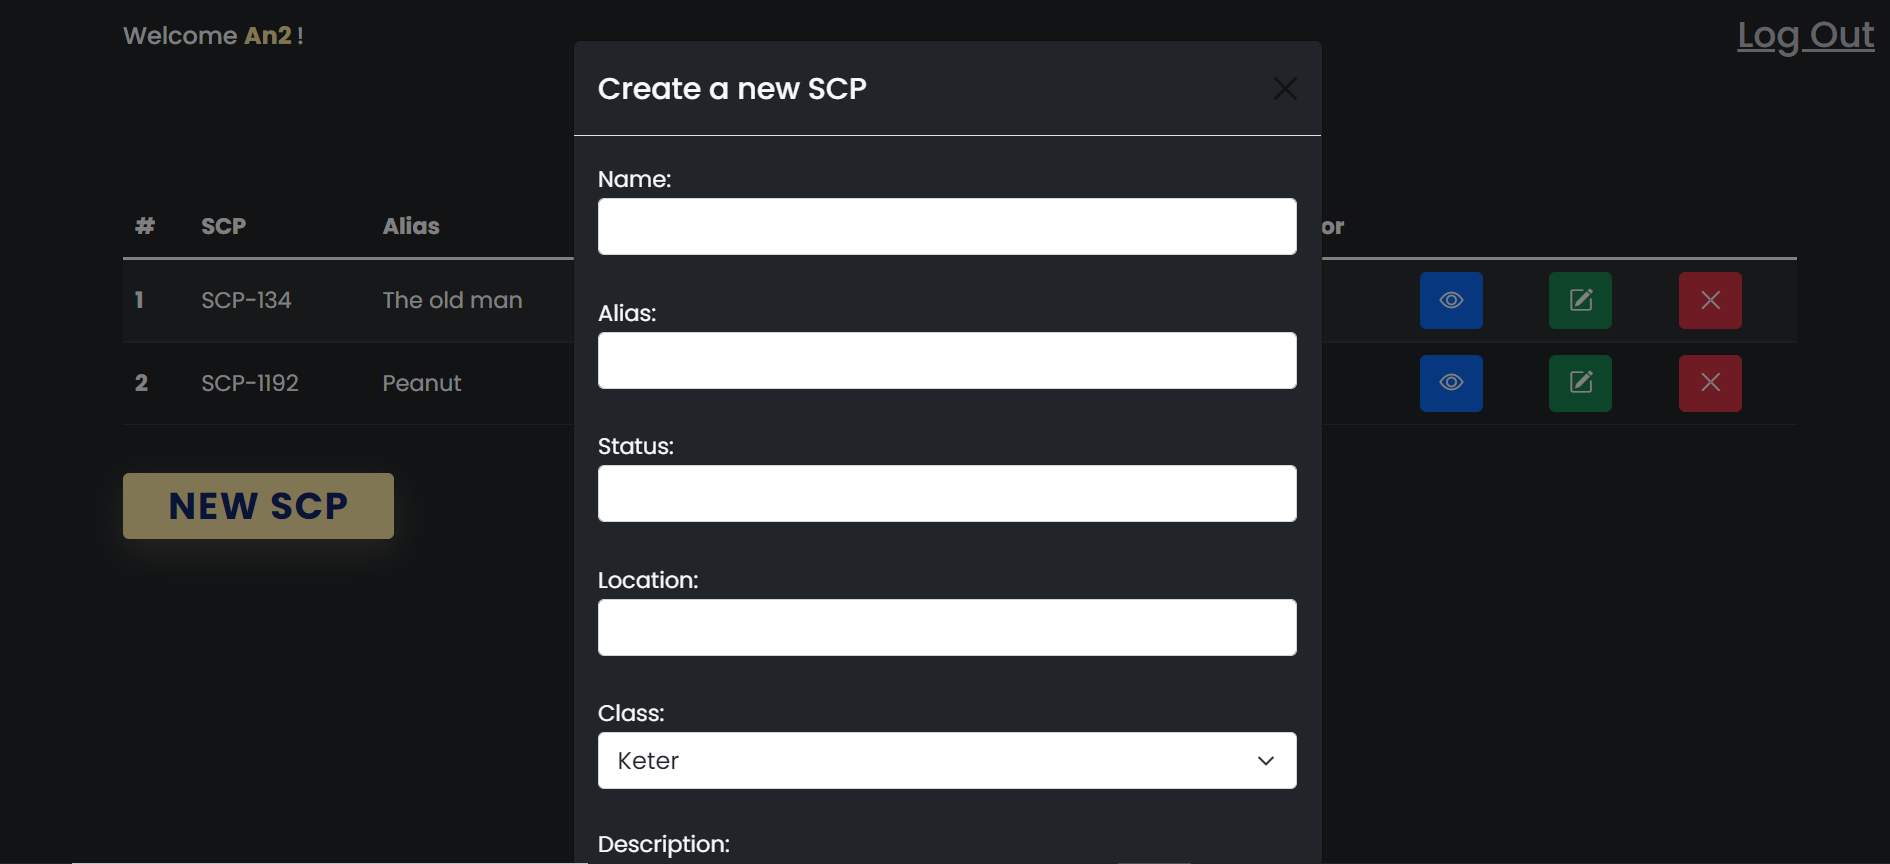 Welcome An2 !
Log Out
Create a new SCP
Name:
# SCP Alias or
1 SCP-134 The old man
Alias:
2 SCP-1192 Peanut
Status:
NEW SCP
Location:
Class:
Keter
Description: